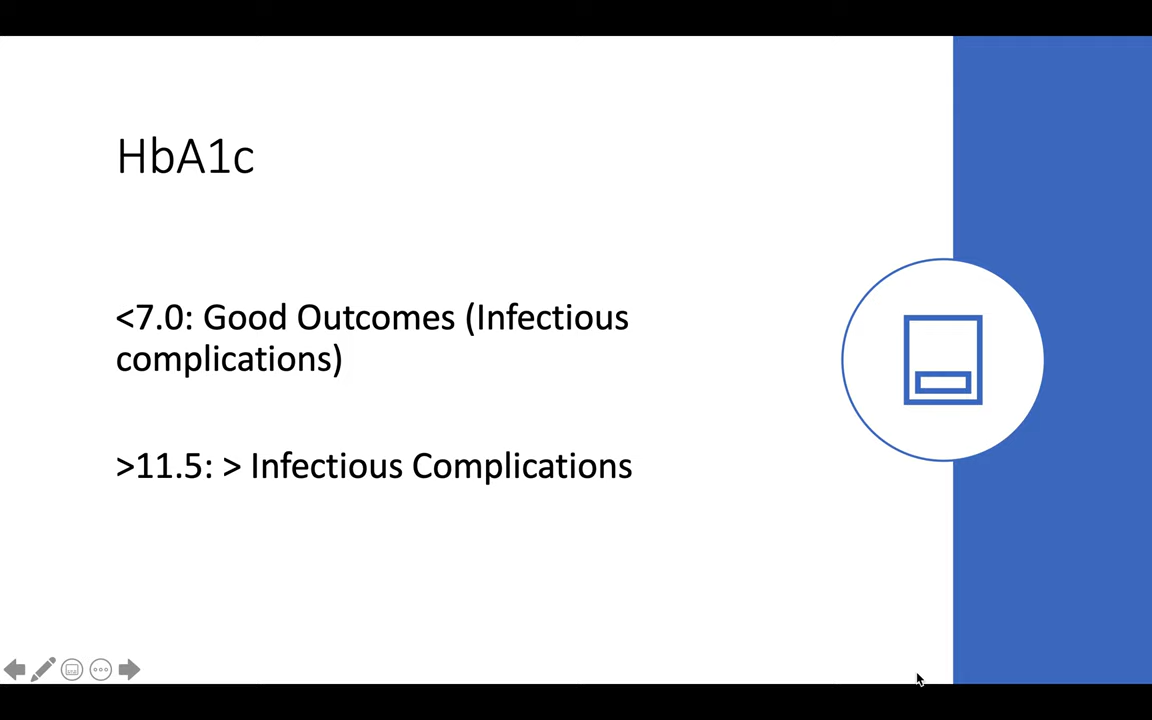 HbA1c
<7.0: Good Outcomes (Infectious
complications)
>11.5: > Infectious Complications